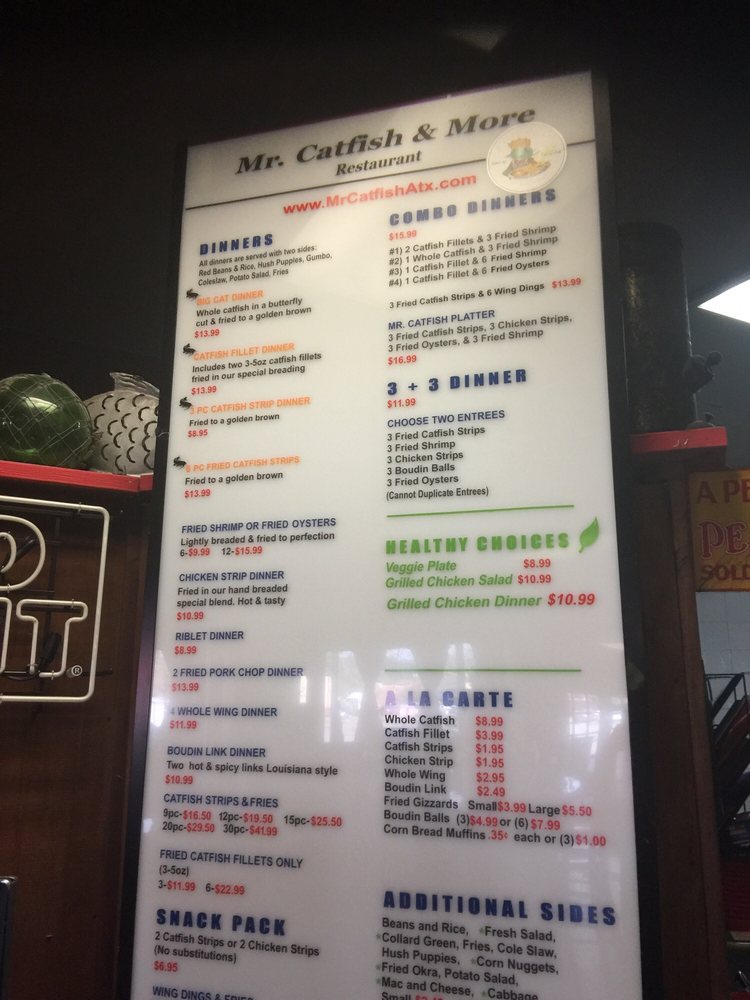 Mr. Catfish & More
Restaurant
www.MrCatfishAtx.com
DINNERS
All dinners are served with two sides:
Red Beans & Rice, Hush Puppies, Gumbo,
Coleslaw, Potato Salad, Fries
BIG CAT DINNER
Whole catfish in a butterfly
cut & fried to a golden brown
$13.99
CATFISH FILLET DINNER
Includes two 3-5oz catfish fillets
fried in our special breading
$13.99
3 PC CATFISH STRIP DINNER
Fried to a golden brown
$8.95
6 PC FRIED CATFISH STRIPS
Fried to a golden brown
$13.99
FRIED SHRIMP OR FRIED OYSTERS
Lightly breaded & fried to perfection
6-$9.99 12-$15.99
CHICKEN STRIP DINNER
Fried in our hand breaded
special blend. Hot & tasty
$10.99
RIBLET DINNER
$8.99
2 FRIED PORK CHOP DINNER
$13.99
4 WHOLE WING DINNER
$11.99
BOUDIN LINK DINNER
Two hot & spicy links Louisiana style
$10.99
CATFISH STRIPS & FRIES
9pc-$16.50 12pc-$19.50 15pc-$25.50
20pc-$29.50 30pc-$41.99
FRIED CATFISH FILLETS ONLY
(3-5oz)
3-$11.99 6-$22.99
SNACK PACK
2 Catfish Strips or 2 Chicken Strips
(No substitutions)
$6.95
WING DINGS & FRIES
COMBO DINNERS
$15.99
#1) 2 Catfish Fillets & 3 Fried Shrimp
#2) 1 Whole Catfish & 3 Fried Shrimp
#3) 1 Catfish Fillet & 6 Fried Shrimp
#4) 1 Catfish Fillet & 6 Fried Oysters
3 Fried Catfish Strips & 6 Wing Dings $13.99
MR. CATFISH PLATTER
3 Fried Catfish Strips, 3 Chicken Strips,
3 Fried Oysters, & 3 Fried Shrimp
$16.99
3 + 3 DINNER
$11.99
CHOOSE TWO ENTREES
3 Fried Catfish Strips
3 Fried Shrimp
3 Chicken Strips
3 Boudin Balls
3 Fried Oysters
(Cannot Duplicate Entrees)
HEALTHY CHOICES
Veggie Plate $8.99
Grilled Chicken Salad $10.99
Grilled Chicken Dinner $10.99
A LA CARTE
Whole Catfish $8.99
Catfish Fillet $3.99
Catfish Strips $1.95
Chicken Strip $1.95
Whole Wing $2.95
Boudin Link $2.49
Fried Gizzards Small $3.99 Large $5.50
Boudin Balls (3) $4.99 or (6) $7.99
Corn Bread Muffins .35¢ each or (3) $1.00
ADDITIONAL SIDES
Beans and Rice, *Fresh Salad,
*Collard Green, Fries, Cole Slaw,
Hush Puppies, *Corn Nuggets,
*Fried Okra, Potato Salad,
*Mac and Cheese, *Cabbage
Small
A PE
PE
SOLD